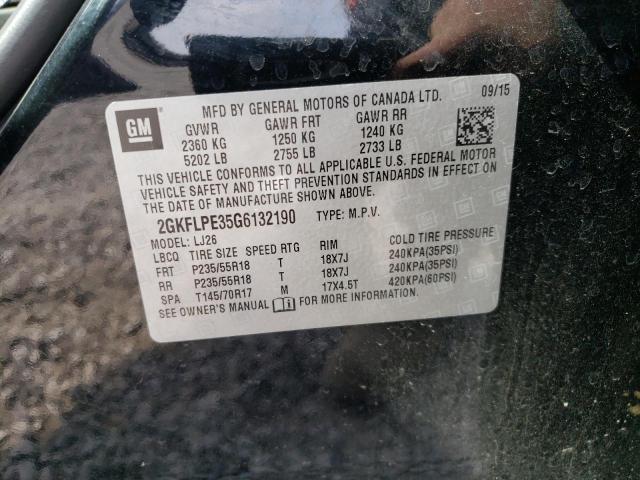 GM
MFD BY GENERAL MOTORS OF CANADA LTD. 09/15
GVWR GAWR FRT GAWR RR
2360 KG 1250 KG 1240 KG
5202 LB 2755 LB 2733 LB
THIS VEHICLE CONFORMS TO ALL APPLICABLE U.S. FEDERAL MOTOR
VEHICLE SAFETY AND THEFT PREVENTION STANDARDS IN EFFECT ON
THE DATE OF MANUFACTURE SHOWN ABOVE.
2GKFLPE35G6132190 TYPE: M.P.V.
MODEL: LJ26
LBCQ TIRE SIZE SPEED RTG RIM COLD TIRE PRESSURE
FRT P235/55R18 T 18X7J 240KPA(35PSI)
RR P235/55R18 T 18X7J 240KPA(35PSI)
SPA T145/70R17 M 17X4.5T 420KPA(60PSI)
SEE OWNER'S MANUAL FOR MORE INFORMATION.